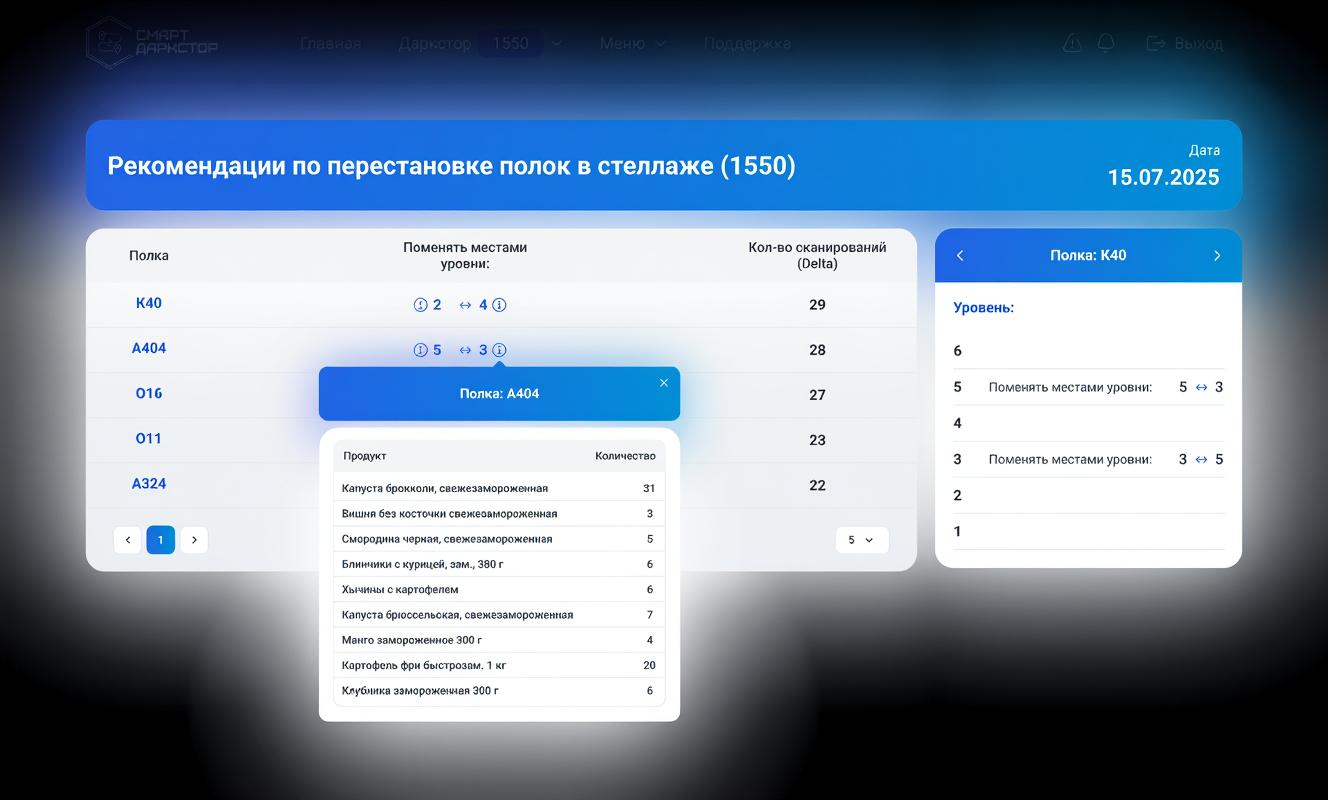 СМАРТ
ДАРКСТОР
Главная Даркстор 1550 Меню Поддержка Выход
Рекомендации по перестановке полок в стеллаже (1550)
Дата
15.07.2025
Полка
Поменять местами
уровни:
Кол-во сканирований
(Delta)
К40 2 ↔ 4 29
А404 5 ↔ 3 28
О16 27
О11 23
А324 22
1
5
Полка: А404
Продукт Количество
Капуста брокколи, свежезамороженная 31
Вишня без косточки свежезамороженная 3
Смородина черная, свежезамороженная 5
Блинчики с курицей, зам., 380 г 6
Хычины с картофелем 6
Капуста брюссельская, свежезамороженная 7
Манго замороженное 300 г 4
Картофель фри быстрозам. 1 кг 20
Клубника замороженная 300 г 6
Полка: К40
Уровень:
6
5 Поменять местами уровни: 5 ↔ 3
4
3 Поменять местами уровни: 3 ↔ 5
2
1